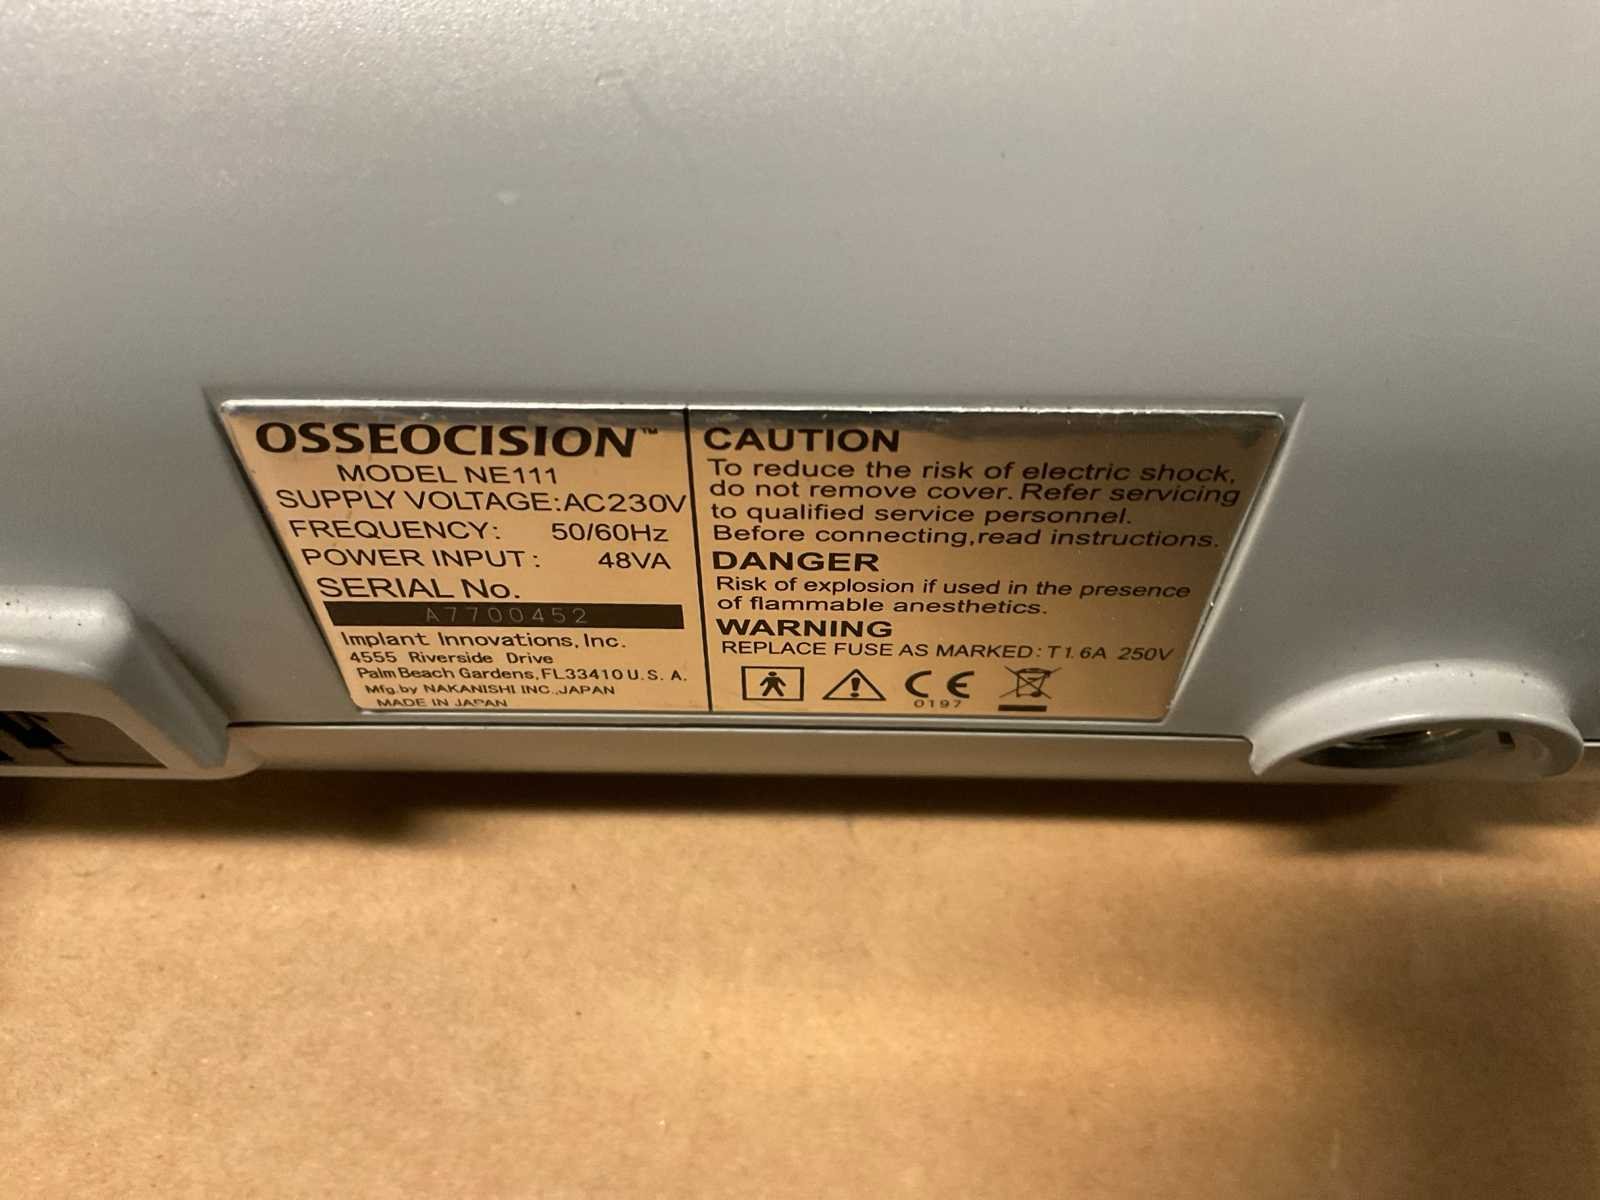 OSSEOCISION™
MODEL NE111
SUPPLY VOLTAGE:AC230V
FREQUENCY: 50/60Hz
POWER INPUT: 48VA
SERIAL No.
A7700452
Implant Innovations, Inc.
4555 Riverside Drive
Palm Beach Gardens,FL33410 U. S. A.
Mfg.by NAKANISHI INC.,JAPAN
MADE IN JAPAN
CAUTION
To reduce the risk of electric shock,
do not remove cover. Refer servicing
to qualified service personnel.
Before connecting,read instructions.
DANGER
Risk of explosion if used in the presence
of flammable anesthetics.
WARNING
REPLACE FUSE AS MARKED: T1.6A 250V
CE
0197